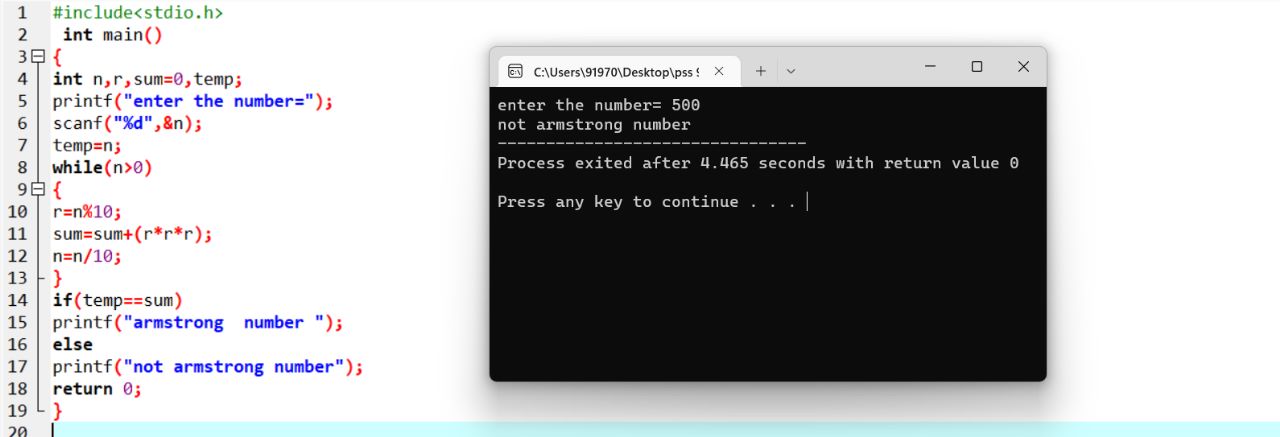 1 #include<stdio.h>
2 int main()
3 {
4 int n,r,sum=0,temp;
5 printf("enter the number=");
6 scanf("%d",&n);
7 temp=n;
8 while(n>0)
9 {
10 r=n%10;
11 sum=sum+(r*r*r);
12 n=n/10;
13 }
14 if(temp==sum)
15 printf("armstrong  number ");
16 else
17 printf("not armstrong number");
18 return 0;
19 }
20
C:\Users\91970\Desktop\pss 9
enter the number= 500
not armstrong number
--------------------------------
Process exited after 4.465 seconds with return value 0
Press any key to continue . . .